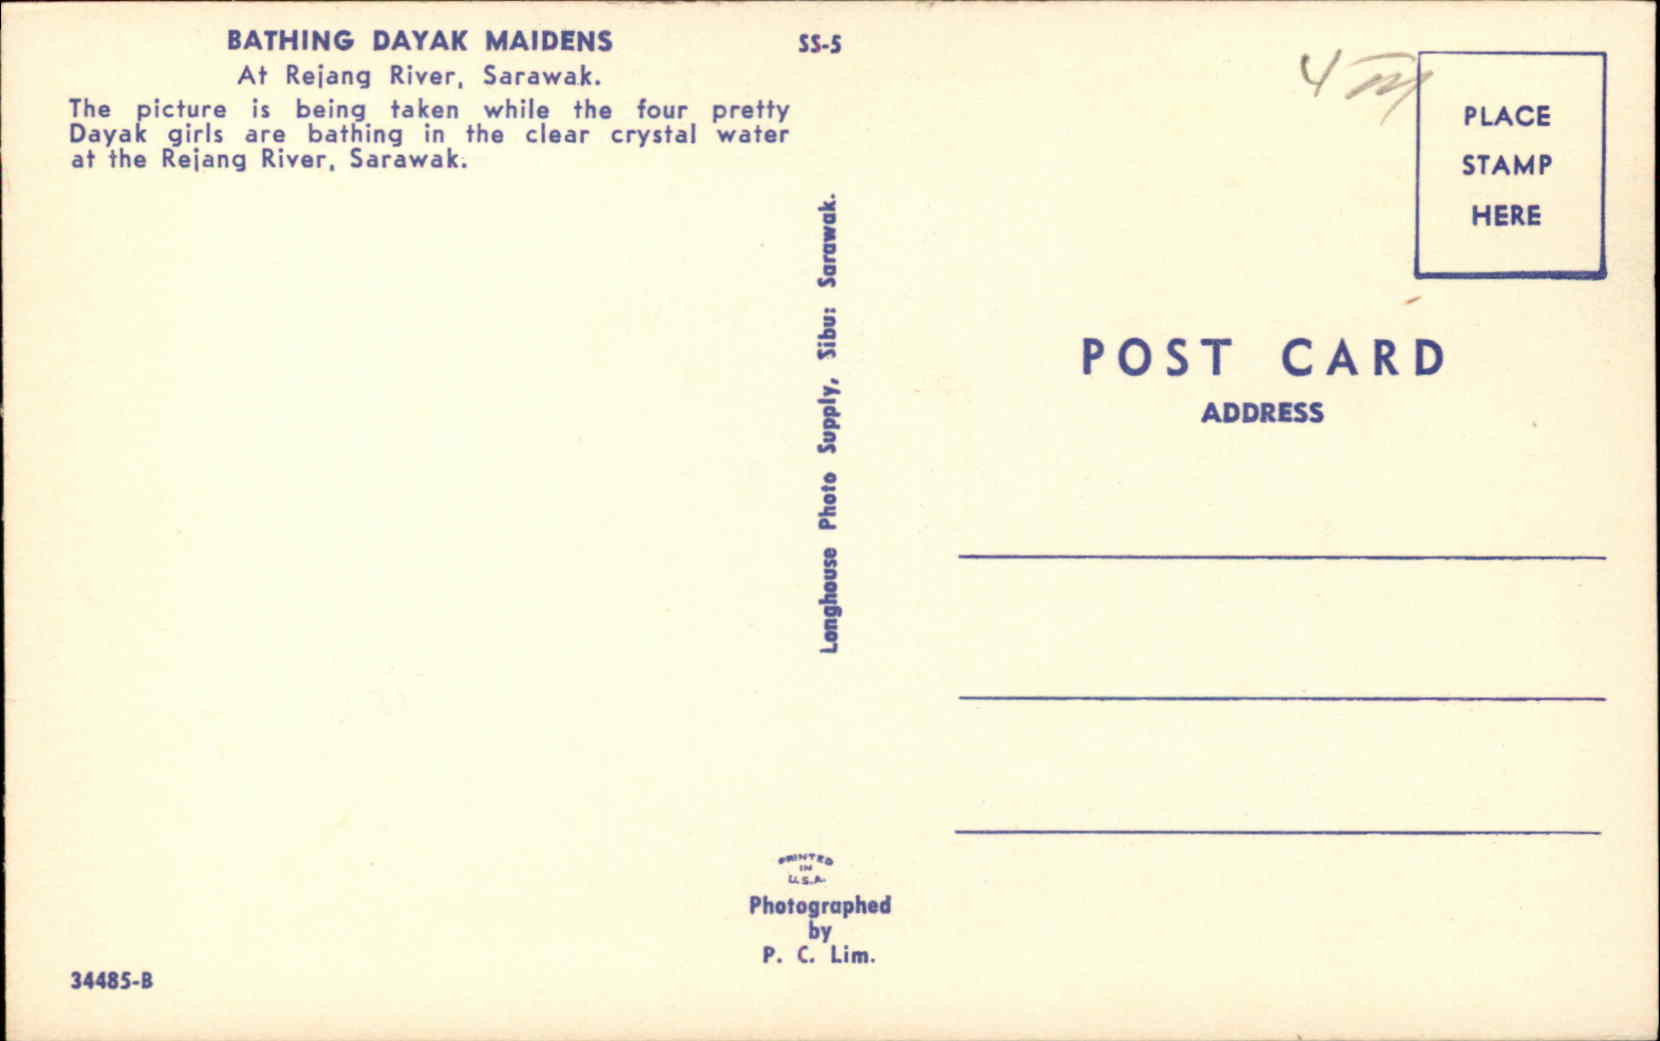 BATHING DAYAK MAIDENS
At Rejang River, Sarawak.
The picture is being taken while the four pretty
Dayak girls are bathing in the clear crystal water
at the Rejang River, Sarawak.
SS-5
Longhouse Photo Supply, Sibu: Sarawak.
PRINTED
IN
U.S.A.
Photographed
by
P. C. Lim.
34485-B
4
PLACE
STAMP
HERE
POST CARD
ADDRESS